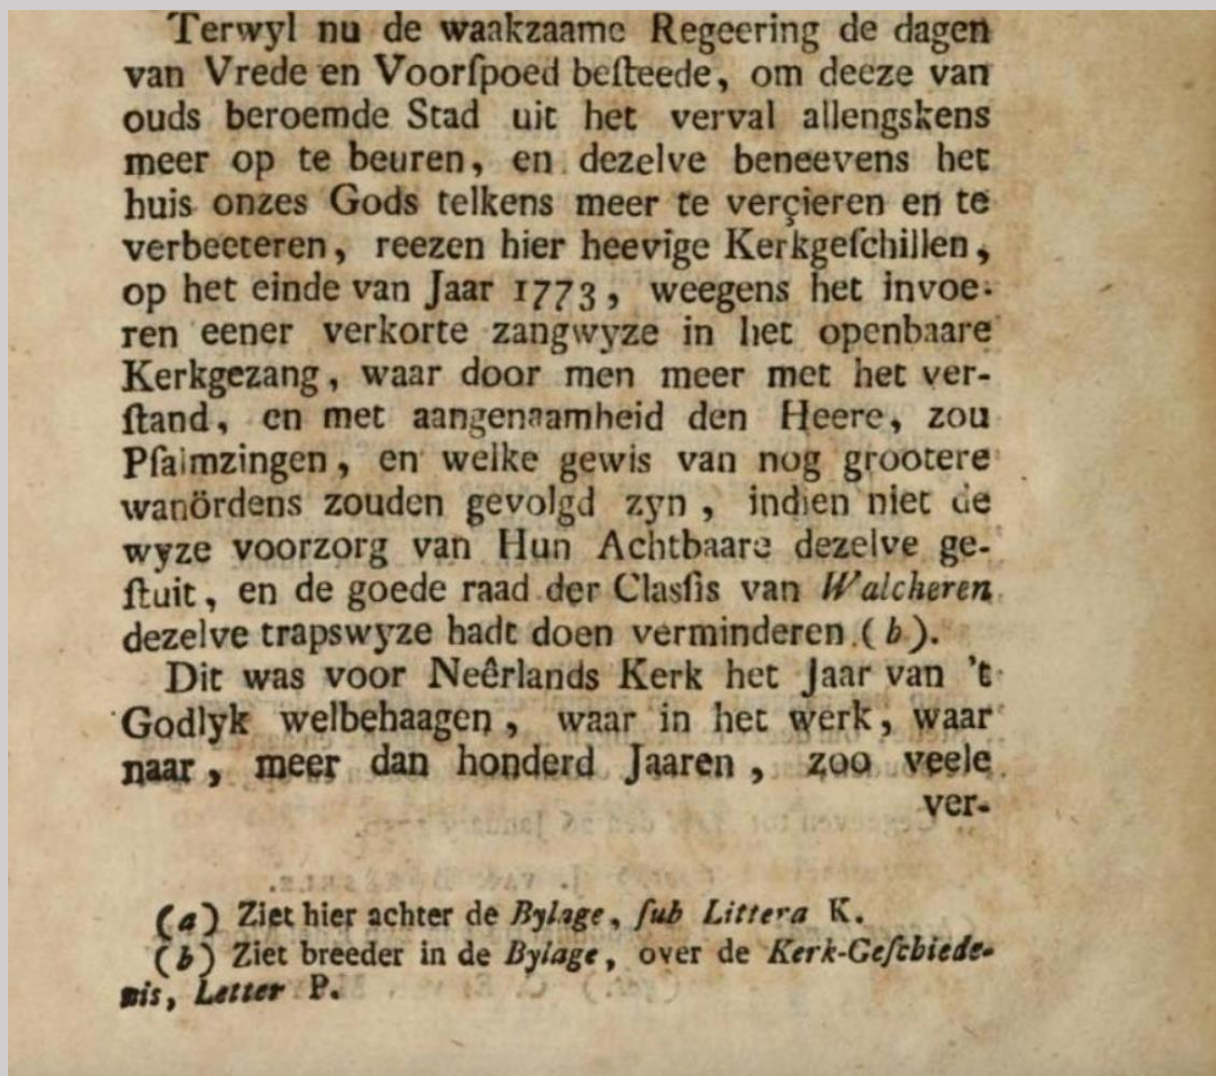 Terwyl nu de waakzaame Regeering de dagen
van Vrede en Voorſpoed beſteede, om deeze van
ouds beroemde Stad uit het verval allengskens
meer op te beuren, en dezelve beneevens het
huis onzes Gods telkens meer te verçieren en te
verbeeteren, reezen hier heevige Kerkgeſchillen,
op het einde van Jaar 1773, weegens het invoe-
ren eener verkorte zangwyze in het openbaare
Kerkgezang, waar door men meer met het ver-
ſtand, en met aangenaamheid den Heere, zou
Pſalmzingen, en welke gewis van nog grootere
wanördens zouden gevolgd zyn, indien niet de
wyze voorzorg van Hun Achtbaare dezelve ge-
ſtuit, en de goede raad der Clasſis van Walcheren
dezelve trapswyze hadt doen verminderen (b).
Dit was voor Neêrlands Kerk het Jaar van 't
Godlyk welbehaagen, waar in het werk, waar
naar, meer dan honderd Jaaren, zoo veele
ver-
(a) Ziet hier achter de Bylage, ſub Littera K.
(b) Ziet breeder in de Bylage, over de Kerk-Geſchiede-
nis, Letter P.